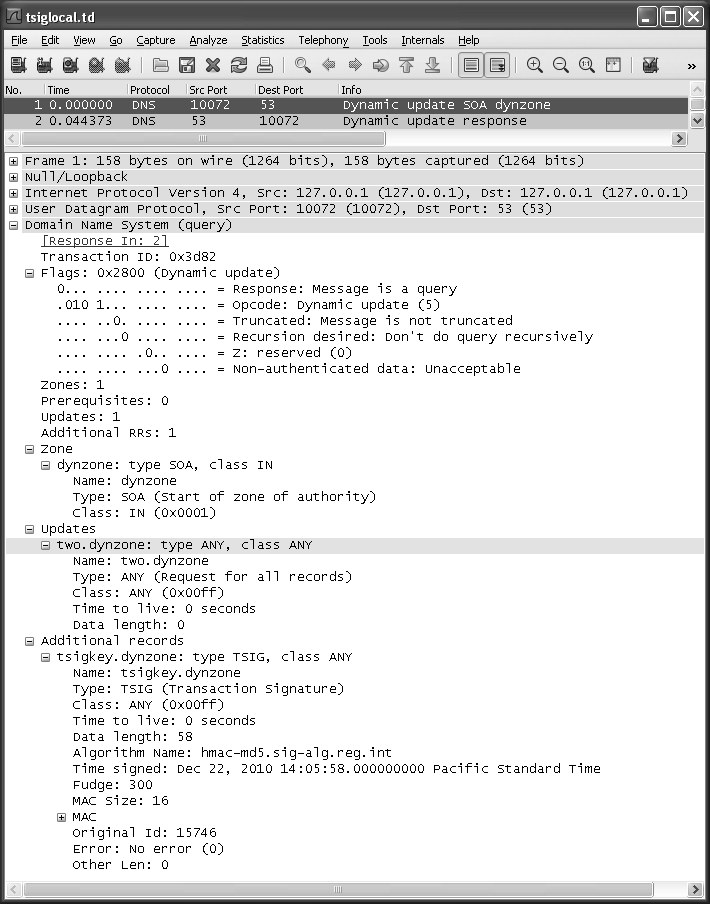 tsiglocal.td
File Edit View Go Capture Analyze Statistics Telephony Tools Internals Help
No. Time Protocol Src Port Dest Port Info
1 0.000000 DNS 10072 53 Dynamic update SOA dynzone
2 0.044373 DNS 53 10072 Dynamic update response
Frame 1: 158 bytes on wire (1264 bits), 158 bytes captured (1264 bits)
Null/Loopback
Internet Protocol Version 4, Src: 127.0.0.1 (127.0.0.1), Dst: 127.0.0.1 (127.0.0.1)
User Datagram Protocol, Src Port: 10072 (10072), Dst Port: 53 (53)
Domain Name System (query)
[Response In: 2]
Transaction ID: 0x3d82
Flags: 0x2800 (Dynamic update)
0... .... .... .... = Response: Message is a query
.010 1... .... .... = Opcode: Dynamic update (5)
.... ..0. .... .... = Truncated: Message is not truncated
.... ...0 .... .... = Recursion desired: Don't do query recursively
.... .... .0.. .... = Z: reserved (0)
.... .... ...0 .... = Non-authenticated data: Unacceptable
Zones: 1
Prerequisites: 0
Updates: 1
Additional RRs: 1
Zone
dynzone: type SOA, class IN
Name: dynzone
Type: SOA (Start of zone of authority)
Class: IN (0x0001)
Updates
two.dynzone: type ANY, class ANY
Name: two.dynzone
Type: ANY (Request for all records)
Class: ANY (0x00ff)
Time to live: 0 seconds
Data length: 0
Additional records
tsigkey.dynzone: type TSIG, class ANY
Name: tsigkey.dynzone
Type: TSIG (Transaction Signature)
Class: ANY (0x00ff)
Time to live: 0 seconds
Data length: 58
Algorithm Name: hmac-md5.sig-alg.reg.int
Time signed: Dec 22, 2010 14:05:58.000000000 Pacific Standard Time
Fudge: 300
MAC Size: 16
MAC
Original Id: 15746
Error: No error (0)
Other Len: 0